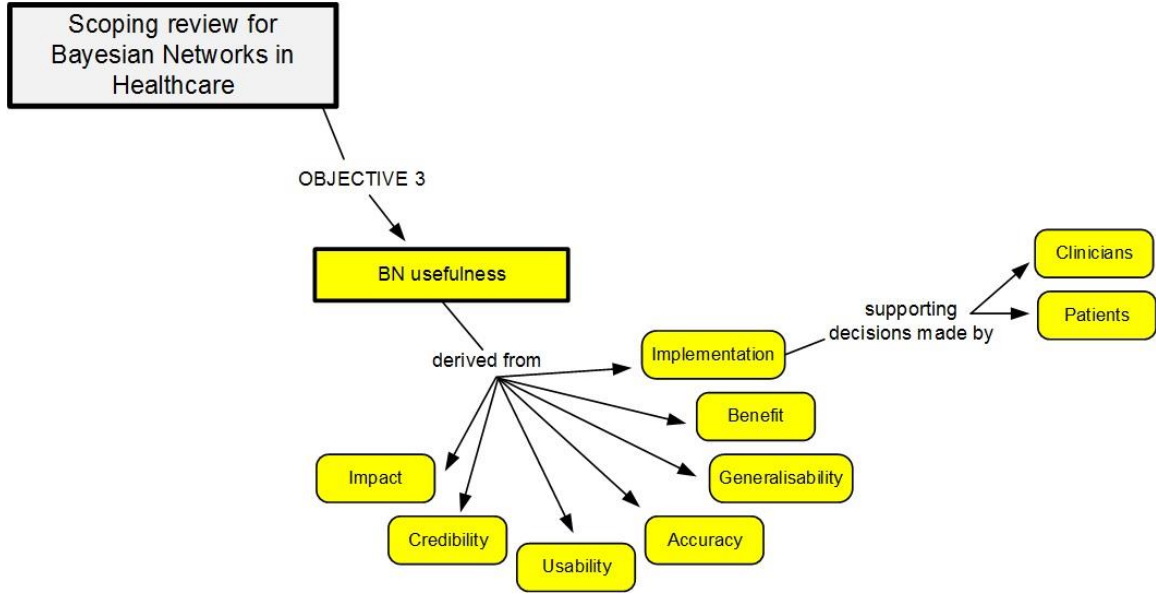 Scoping review for
Bayesian Networks in
Healthcare
OBJECTIVE 3
BN usefulness
derived from
Implementation
supporting
decisions made by
Clinicians
Patients
Benefit
Generalisability
Accuracy
Usability
Credibility
Impact